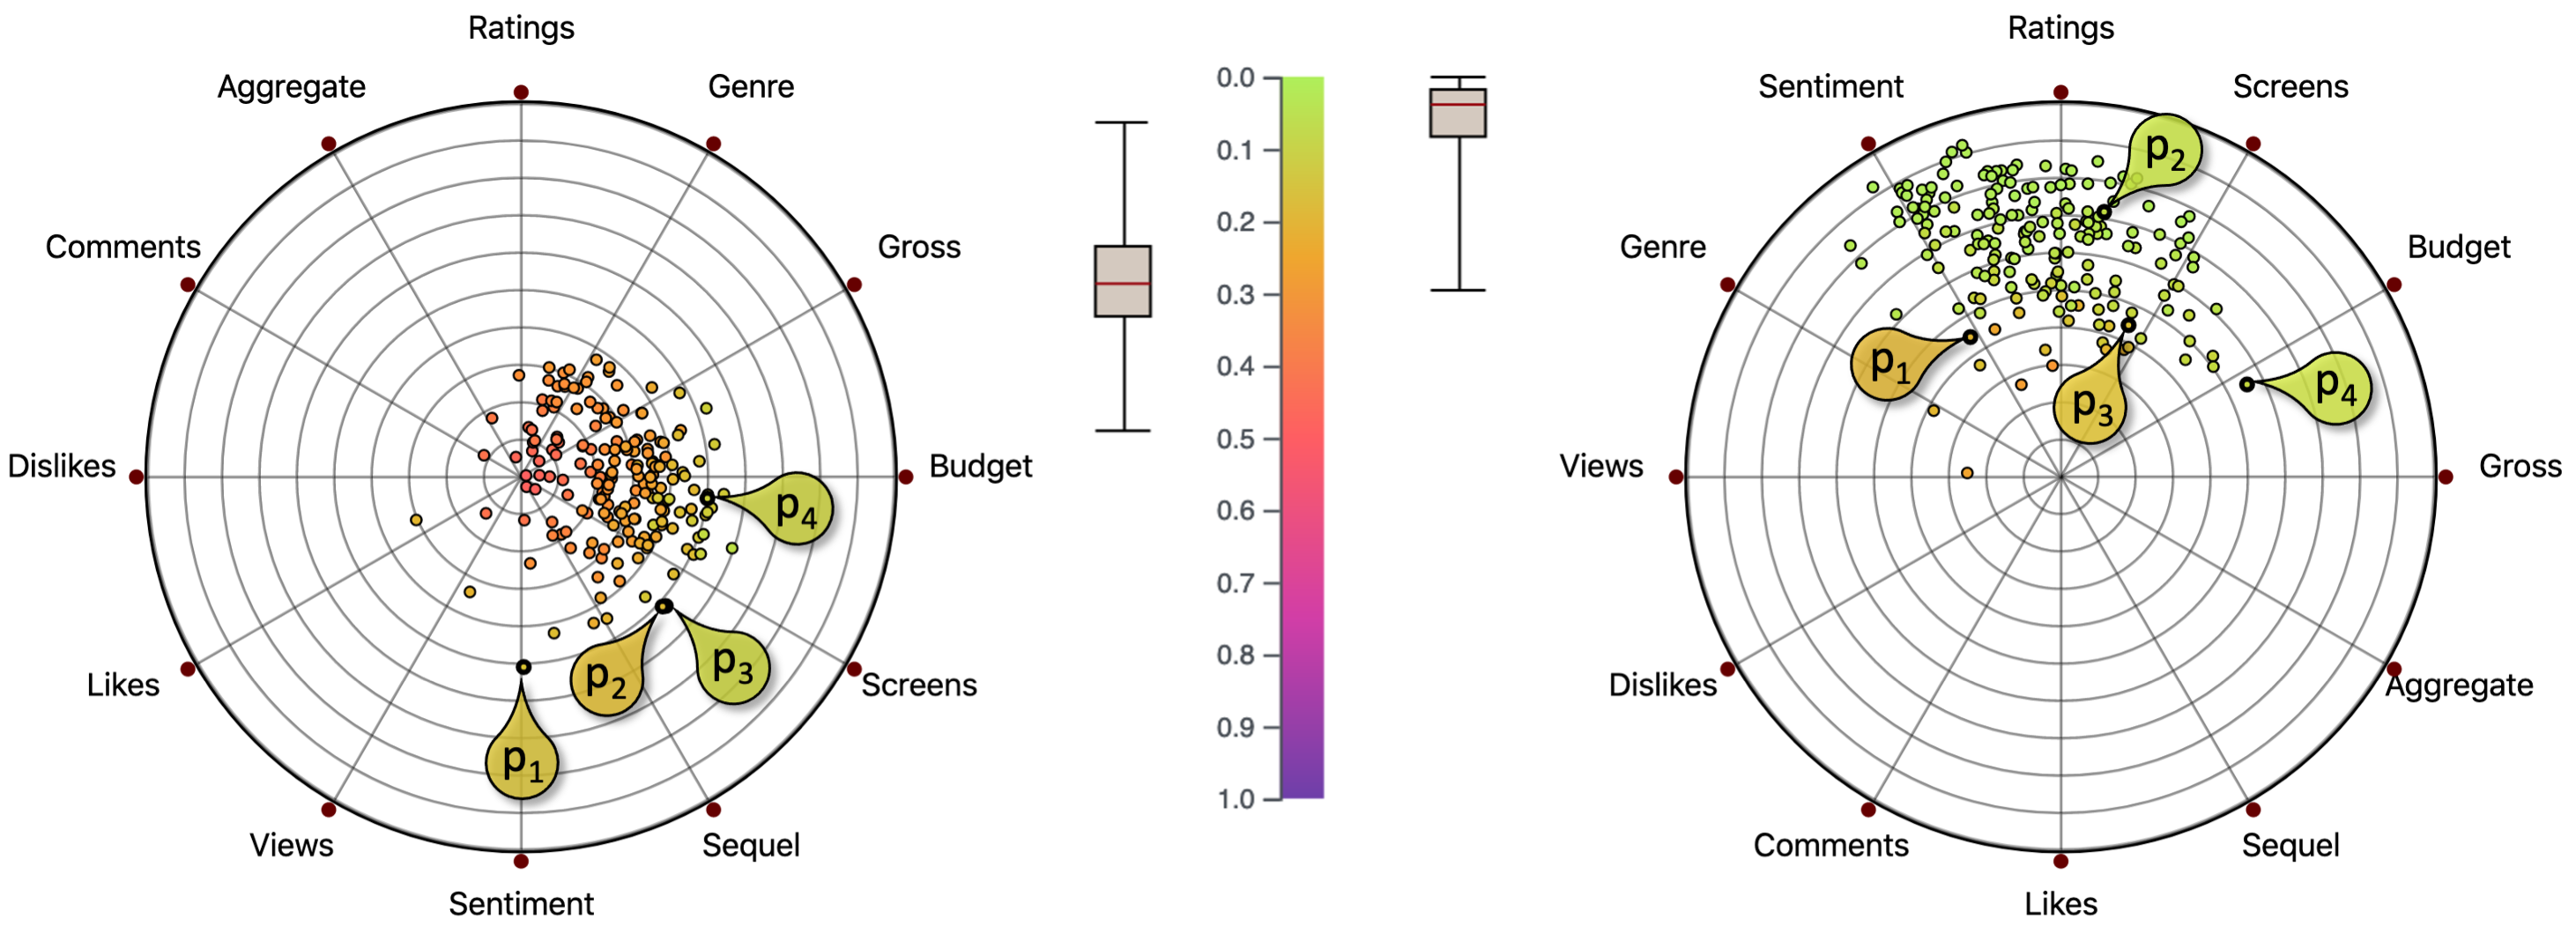 Ratings
Aggregate
Genre
Comments
Gross
Dislikes
Budget
Likes
Screens
Views
Sequel
Sentiment
p4
p2
p3
p1
0.0
0.1
0.2
0.3
0.4
0.5
0.6
0.7
0.8
0.9
1.0
Ratings
Sentiment
Screens
Genre
Budget
Views
Gross
Dislikes
Aggregate
Comments
Sequel
Likes
p2
p1
p3
p4